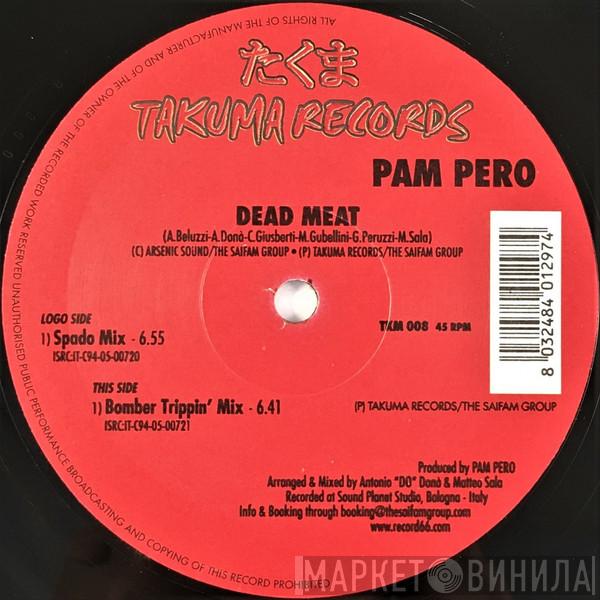 ALL RIGHTS OF THE MANUFACTURER AND OF THE OWNER OF THE RECORDED WORK RESERVED UNAUTHORISED PUBLIC PERFORMANCE BROADCASTING AND COPYING OF THIS RECORD PROHIBITED
たくま
TAKUMA RECORDS
PAM PERO
DEAD MEAT
(A.Beluzzi-A.Donà-C.Giusberti-M.Gubellini-G.Peruzzi-M.Sala)
(C) ARSENIC SOUND/THE SAIFAM GROUP • (P) TAKUMA RECORDS/THE SAIFAM GROUP
LOGO SIDE
1) Spado Mix - 6.55
ISRC:IT-C94-05-00720
TKM 008 45 RPM
8 032484 012974
THIS SIDE
1) Bomber Trippin' Mix - 6.41
ISRC:IT-C94-05-00721
(P) TAKUMA RECORDS/THE SAIFAM GROUP
Produced by PAM PERO
Arranged & Mixed by Antonio "DO" Donà & Matteo Sala
Recorded at Sound Planet Studio, Bologna - Italy
Info & Booking through booking@thesaifamgroup.com
www.record66.com
МАРКЕТ ВИНИЛА